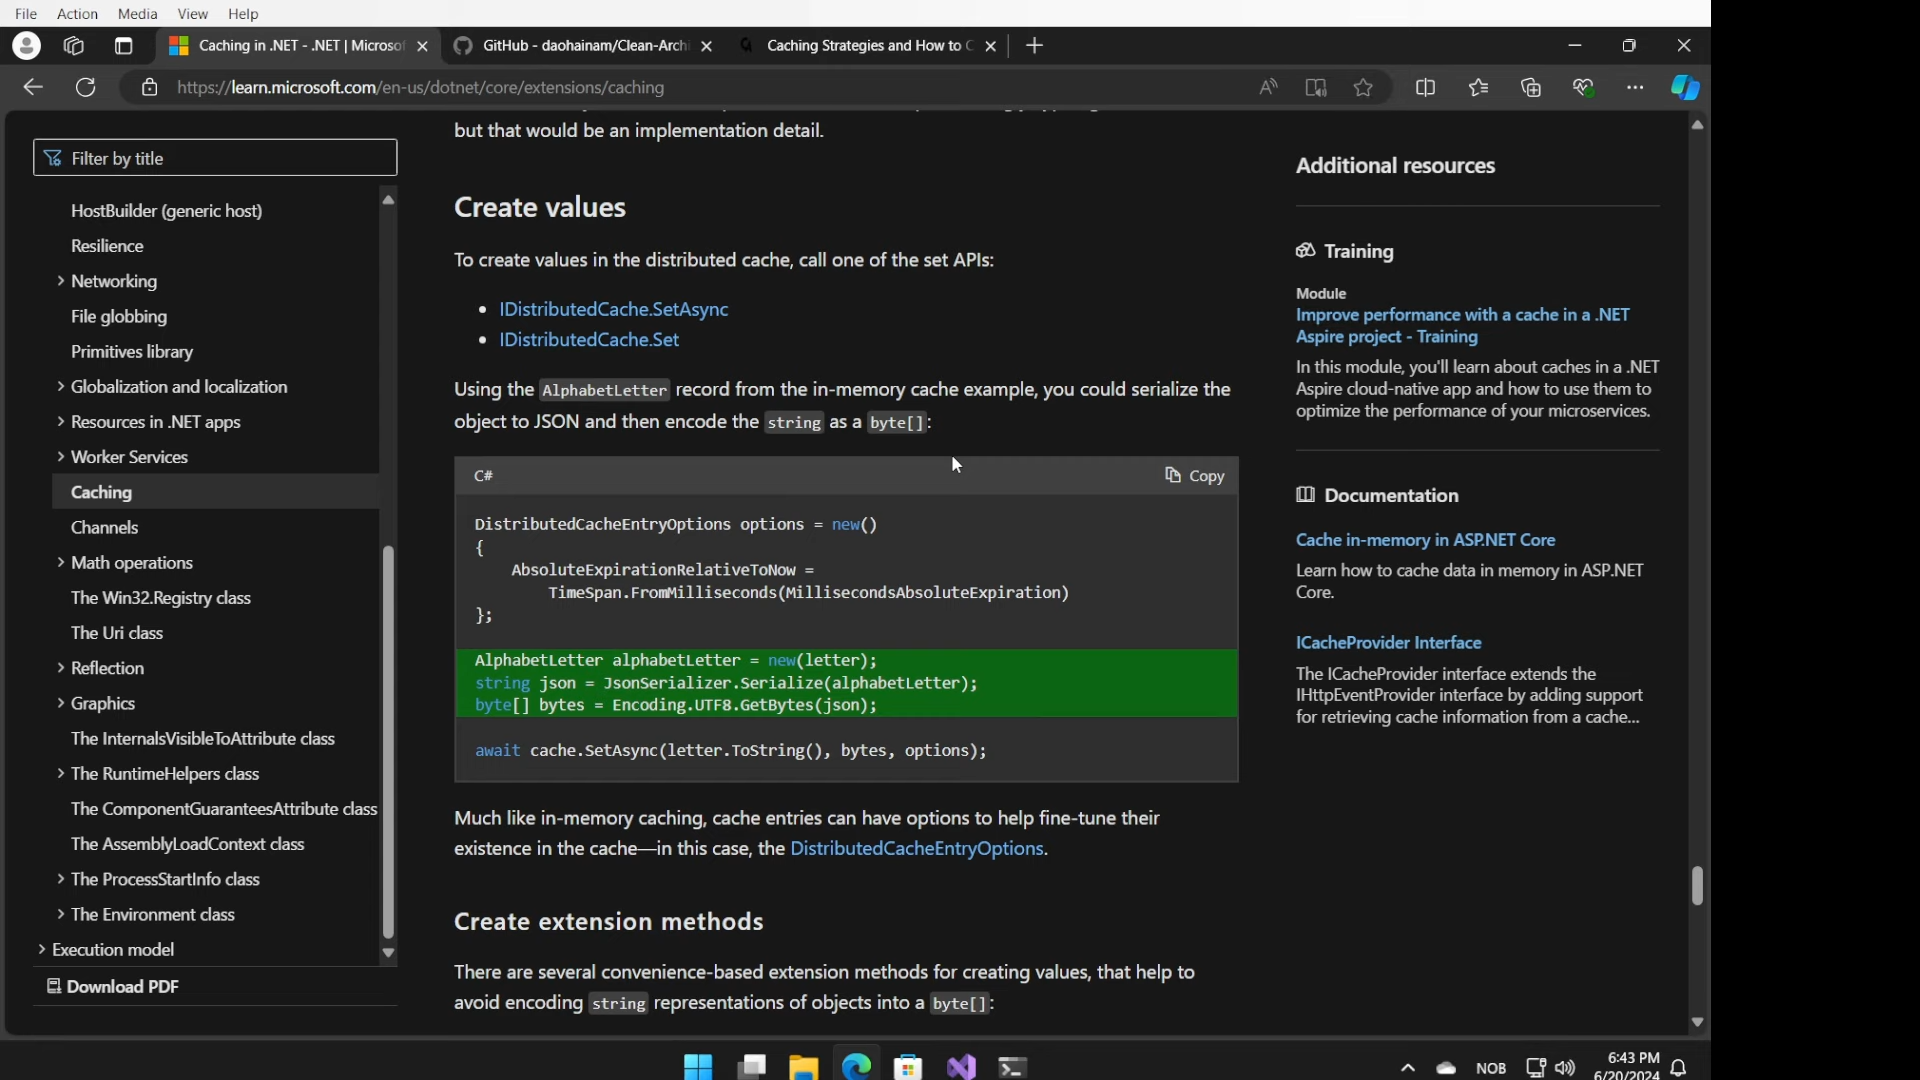 File Action Media View Help
Caching in .NET - .NET | Microso
GitHub - daohainam/Clean-Archi
Caching Strategies and How to C
https://learn.microsoft.com/en-us/dotnet/core/extensions/caching
Filter by title
HostBuilder (generic host)
Resilience
Networking
File globbing
Primitives library
Globalization and localization
Resources in .NET apps
Worker Services
Caching
Channels
Math operations
The Win32.Registry class
The Uri class
Reflection
Graphics
The InternalsVisibleToAttribute class
The RuntimeHelpers class
The ComponentGuaranteesAttribute class
The AssemblyLoadContext class
The ProcessStartInfo class
The Environment class
Execution model
Download PDF
but that would be an implementation detail.
Create values
To create values in the distributed cache, call one of the set APIs:
• IDistributedCache.SetAsync
• IDistributedCache.Set
Using the AlphabetLetter record from the in-memory cache example, you could serialize the
object to JSON and then encode the string as a byte[]:
C#
Copy
DistributedCacheEntryOptions options = new()
{
AbsoluteExpirationRelativeToNow =
TimeSpan.FromMilliseconds(MillisecondsAbsoluteExpiration)
};
AlphabetLetter alphabetLetter = new(letter);
string json = JsonSerializer.Serialize(alphabetLetter);
byte[] bytes = Encoding.UTF8.GetBytes(json);
await cache.SetAsync(letter.ToString(), bytes, options);
Much like in-memory caching, cache entries can have options to help fine-tune their
existence in the cache—in this case, the DistributedCacheEntryOptions.
Create extension methods
There are several convenience-based extension methods for creating values, that help to
avoid encoding string representations of objects into a byte[]:
Additional resources
Training
Module
Improve performance with a cache in a .NET
Aspire project - Training
In this module, you'll learn about caches in a .NET
Aspire cloud-native app and how to use them to
optimize the performance of your microservices.
Documentation
Cache in-memory in ASP.NET Core
Learn how to cache data in memory in ASP.NET
Core.
ICacheProvider Interface
The ICacheProvider interface extends the
IHttpEventProvider interface by adding support
for retrieving cache information from a cache...
NOB
6:43 PM
6/20/2024